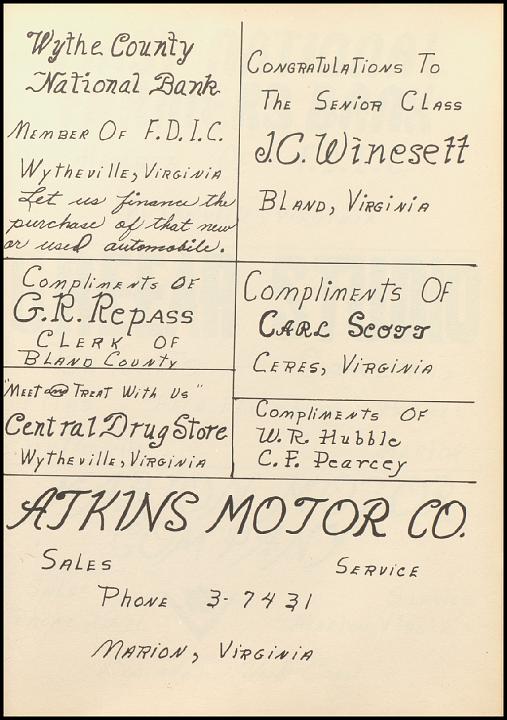 Wythe County
National Bank
Member Of F.D.I.C.
Wytheville, Virginia
Let us finance the
purchase of that new
or used automobile.
Congratulations To
The Senior Class
J.C. Winesett
Bland, Virginia
Compliments Of
G.R. Repass
Clerk Of
Bland County
Compliments Of
Carl Scott
Ceres, Virginia
"Meet and Treat With Us"
Central Drug Store
Wytheville, Virginia
Compliments Of
W.R. Hubble
C.F. Pearcey
ATKINS MOTOR CO.
Sales Service
Phone 3-7431
Marion, Virginia